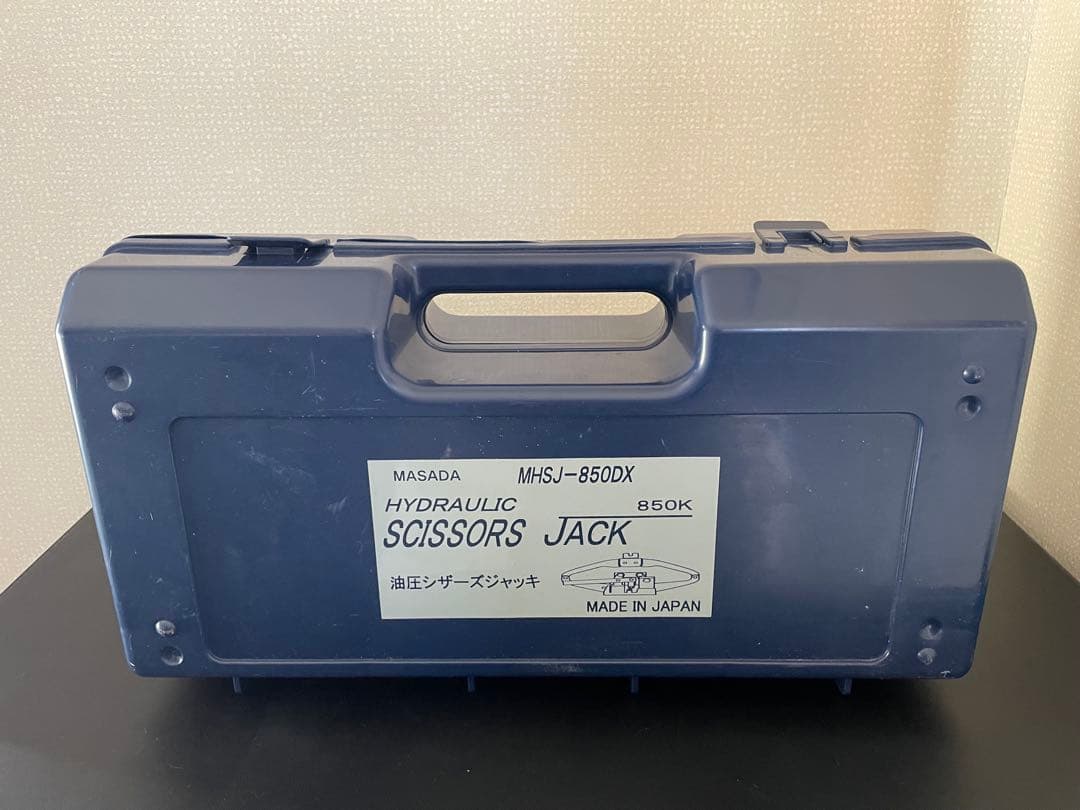 MASADA MHSJ-850DX
HYDRAULIC 850K
SCISSORS JACK
油圧シザーズジャッキ
MADE IN JAPAN